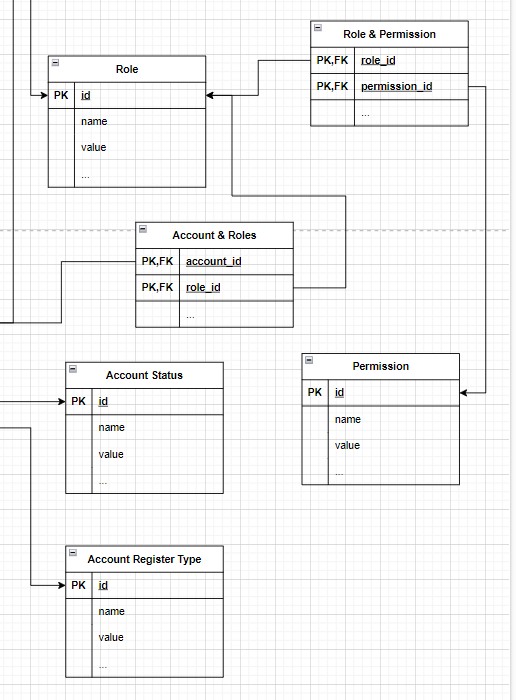 Role & Permission
PK,FK role_id
PK,FK permission_id
...
Role
PK id
name
value
...
Account & Roles
PK,FK account_id
PK,FK role_id
...
Permission
PK id
name
value
...
Account Status
PK id
name
value
...
Account Register Type
PK id
name
value
...